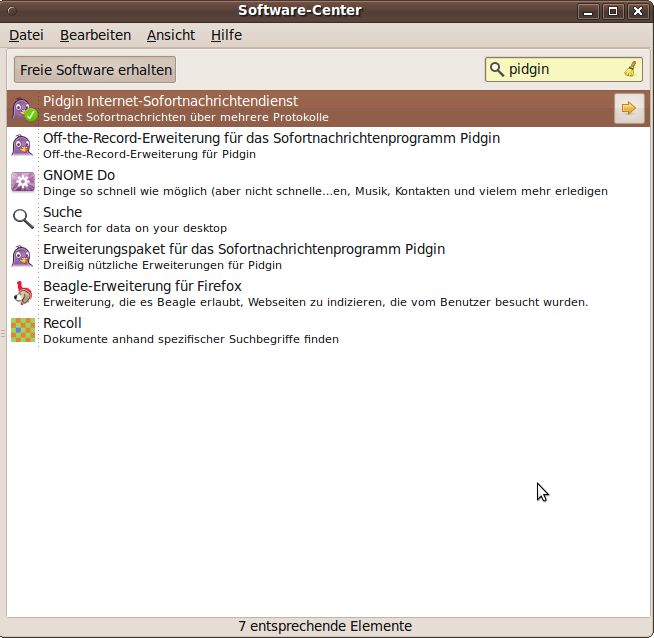 Software-Center
Datei Bearbeiten Ansicht Hilfe
Freie Software erhalten pidgin
Pidgin Internet-Sofortnachrichtendienst
Sendet Sofortnachrichten über mehrere Protokolle
Off-the-Record-Erweiterung für das Sofortnachrichtenprogramm Pidgin
Off-the-Record-Erweiterung für Pidgin
GNOME Do
Dinge so schnell wie möglich (aber nicht schnelle...en, Musik, Kontakten und vielem mehr erledigen
Suche
Search for data on your desktop
Erweiterungspaket für das Sofortnachrichtenprogramm Pidgin
Dreißig nützliche Erweiterungen für Pidgin
Beagle-Erweiterung für Firefox
Erweiterung, die es Beagle erlaubt, Webseiten zu indizieren, die vom Benutzer besucht wurden.
Recoll
Dokumente anhand spezifischer Suchbegriffe finden
7 entsprechende Elemente